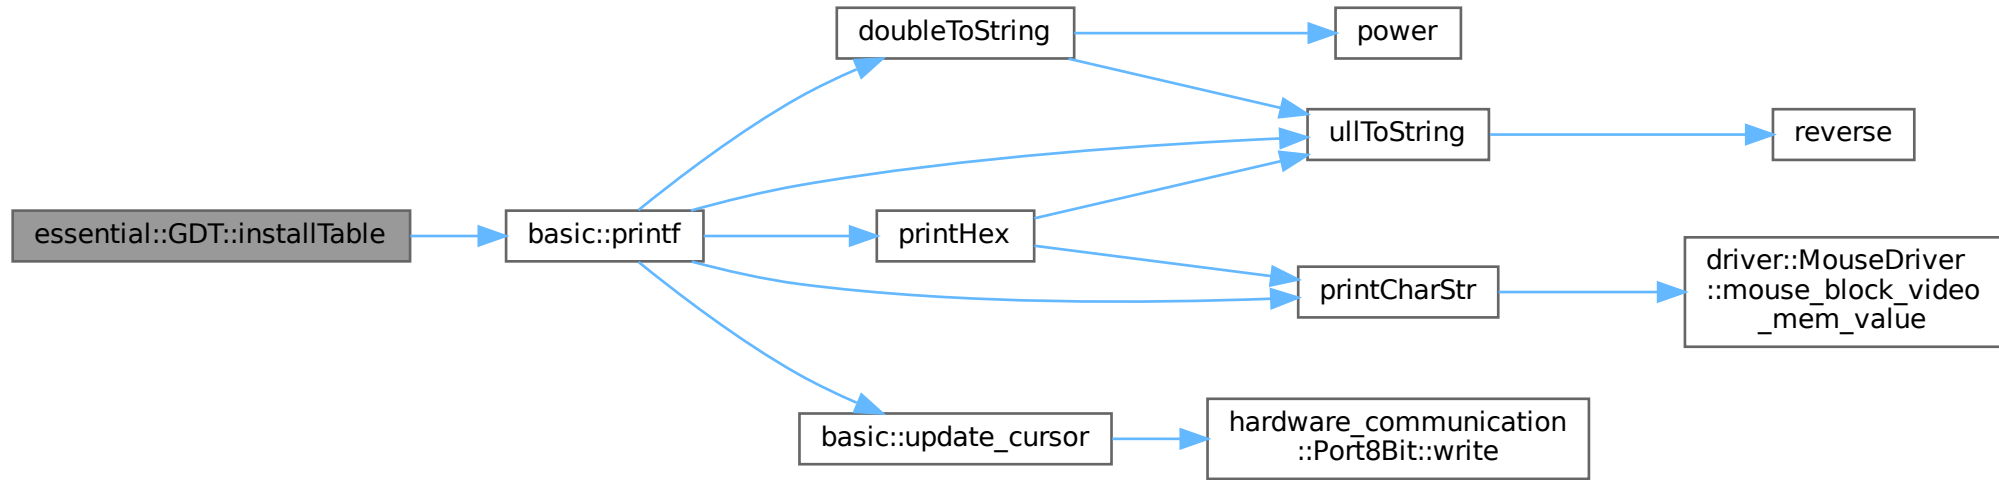 doubleToString
power
ullToString
reverse
essential::GDT::installTable
basic::printf
printHex
printCharStr
driver::MouseDriver
::mouse_block_video
_mem_value
basic::update_cursor
hardware_communication
::Port8Bit::write